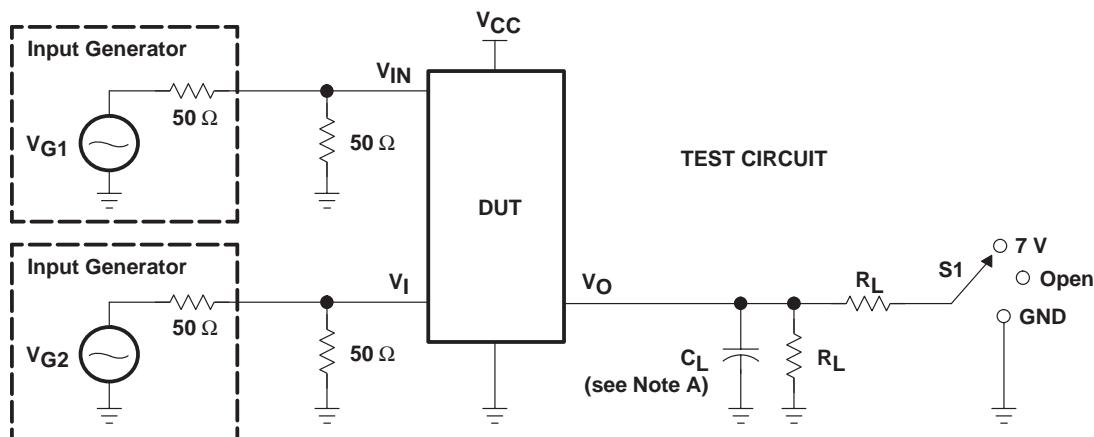 VCC
Input Generator
VIN
50 Ω
VG1
50 Ω
TEST CIRCUIT
DUT
Input Generator
VI
VO
50 Ω
VG2
50 Ω
CL
(see Note A)
RL
RL
S1
7 V
Open
GND